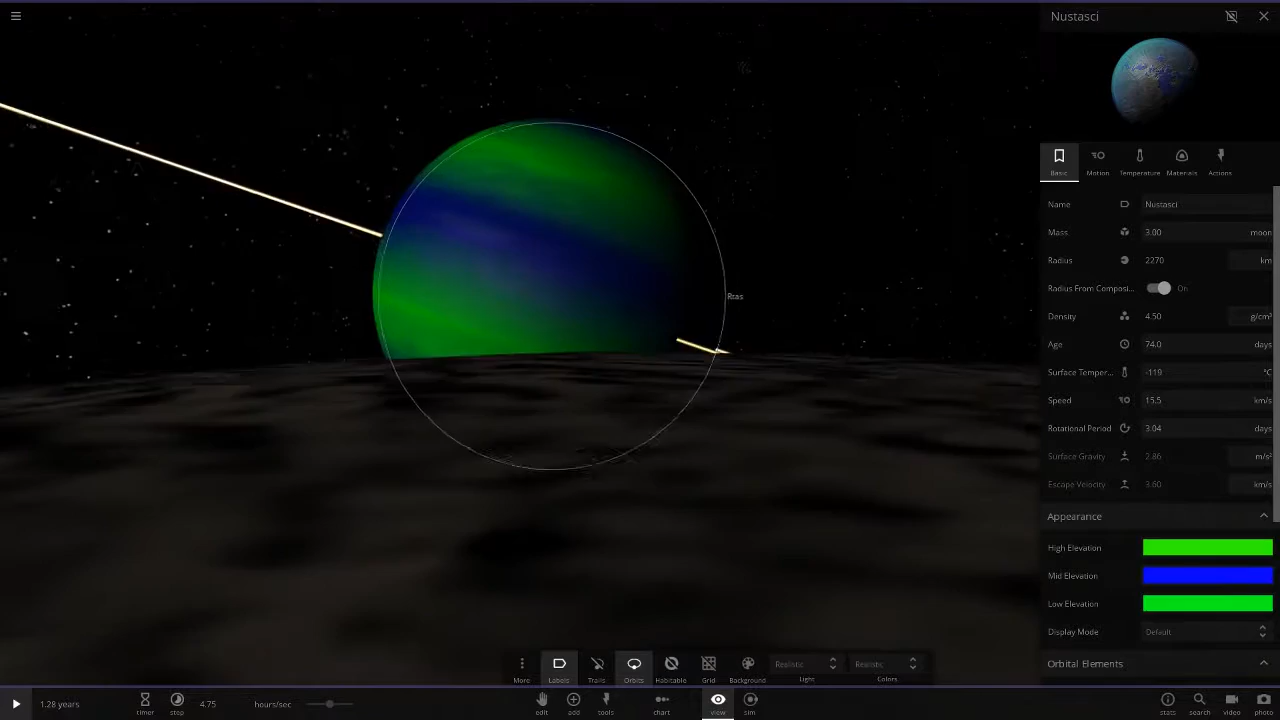 Nustasci
Basic
Motion
Temperature
Materials
Actions
Name Nustasci
Mass 3.00 moon
Radius 2270 km
Radius From Composi... On
Density 4.50 g/cm³
Age 74.0 days
Surface Temper... -119 °C
Speed 15.5 km/s
Rotational Period 3.04 days
Surface Gravity 2.86 m/s²
Escape Velocity 3.60 km/s
Appearance
High Elevation
Mid Elevation
Low Elevation
Display Mode Default
Orbital Elements
More
Labels
Trails
Orbits
Habitable
Grid
Background
Realistic
Light
Realistic
Colors
1.28 years
timer
step
4.75 hours/sec
edit
add
tools
chart
view
sim
stats
search
video
photo